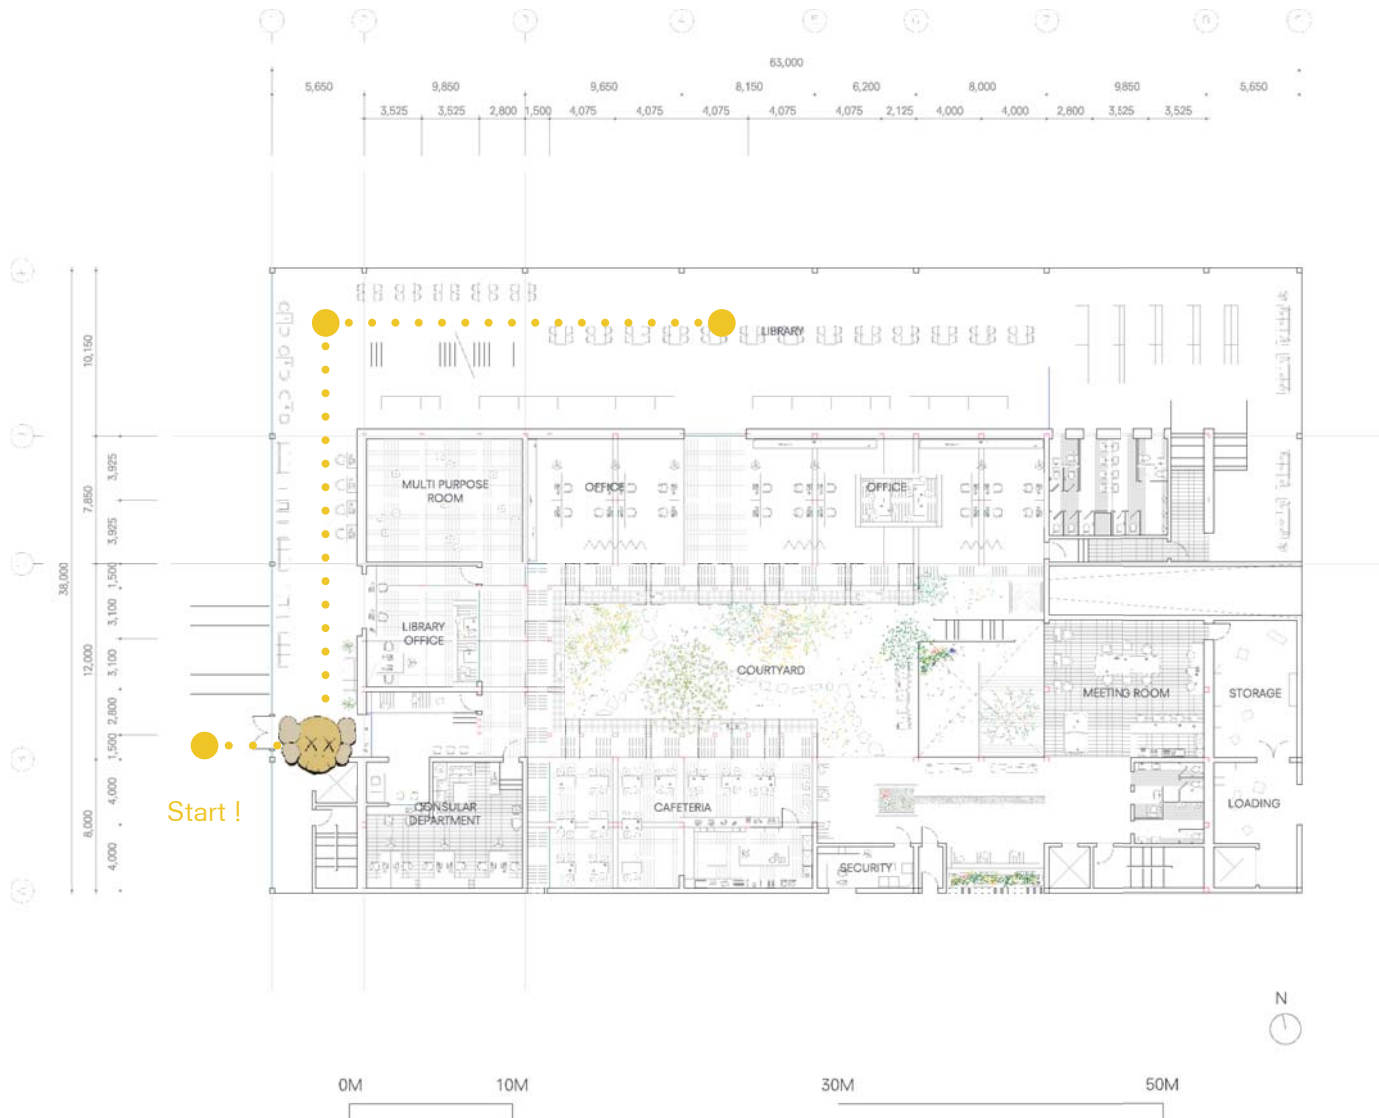 63,000
5,650 9,850 9,650 8,150 6,200 8,000 9,850 5,650
3,525 3,525 2,800 1,500 4,075 4,075 4,075 4,075 4,075 2,125 4,000 4,000 2,800 3,525 3,525
LIBRARY
10,150
3,925
7,850
3,925
MULTI PURPOSE
ROOM
OFFICE
OFFICE
38,000
1,500
3,100
12,000
3,100
2,800
1,500
LIBRARY
OFFICE
COURTYARD
MEETING ROOM
STORAGE
Start !
4,000
8,000
4,000
CONSULAR
DEPARTMENT
CAFETERIA
LOADING
SECURITY
N
0M 10M 30M 50M